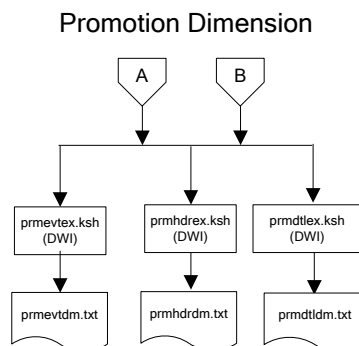 Promotion Dimension
A B
prmevtex.ksh prmhdrex.ksh prmdtlex.ksh
(DWI) (DWI) (DWI)
prmevtdm.txt prmhdrdm.txt prmdtldm.txt